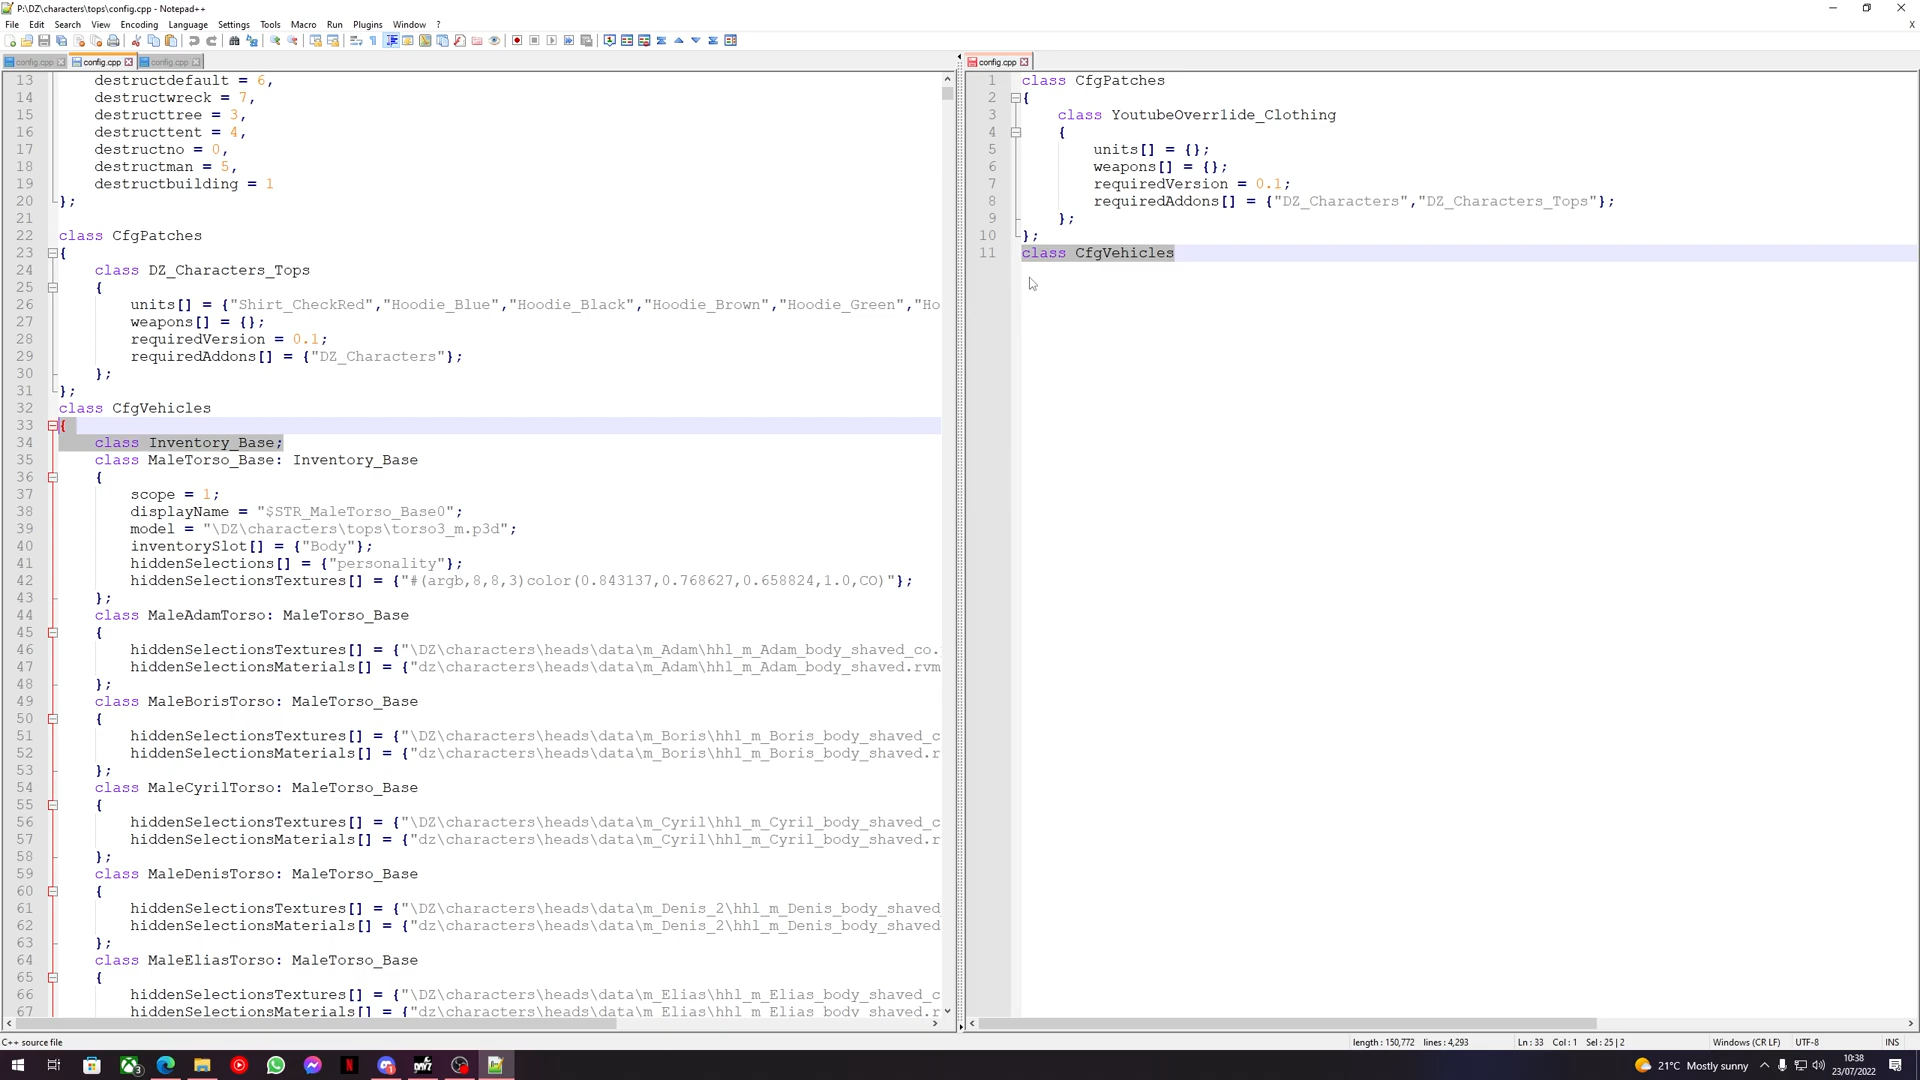 P:\DZ\characters\tops\config.cpp - Notepad++
File Edit Search View Encoding Language Settings Tools Macro Run Plugins Window ?
config.cpp config.cpp config.cpp
13 destructdefault = 6,
14 destructwreck = 7,
15 destructtree = 3,
16 destructtent = 4,
17 destructno = 0,
18 destructman = 5,
19 destructbuilding = 1
20 };
21
22 class CfgPatches
23 {
24 class DZ_Characters_Tops
25 {
26 units[] = {"Shirt_CheckRed","Hoodie_Blue","Hoodie_Black","Hoodie_Brown","Hoodie_Green","Ho
27 weapons[] = {};
28 requiredVersion = 0.1;
29 requiredAddons[] = {"DZ_Characters"};
30 };
31 };
32 class CfgVehicles
33 {
34 class Inventory_Base;
35 class MaleTorso_Base: Inventory_Base
36 {
37 scope = 1;
38 displayName = "$STR_MaleTorso_Base0";
39 model = "\DZ\characters\tops\torso3_m.p3d";
40 inventorySlot[] = {"Body"};
41 hiddenSelections[] = {"personality"};
42 hiddenSelectionsTextures[] = {"#(argb,8,8,3)color(0.843137,0.768627,0.658824,1.0,CO)"};
43 };
44 class MaleAdamTorso: MaleTorso_Base
45 {
46 hiddenSelectionsTextures[] = {"\DZ\characters\heads\data\m_Adam\hhl_m_Adam_body_shaved_co.
47 hiddenSelectionsMaterials[] = {"dz\characters\heads\data\m_Adam\hhl_m_Adam_body_shaved.rvm
48 };
49 class MaleBorisTorso: MaleTorso_Base
50 {
51 hiddenSelectionsTextures[] = {"\DZ\characters\heads\data\m_Boris\hhl_m_Boris_body_shaved_c
52 hiddenSelectionsMaterials[] = {"dz\characters\heads\data\m_Boris\hhl_m_Boris_body_shaved.r
53 };
54 class MaleCyrilTorso: MaleTorso_Base
55 {
56 hiddenSelectionsTextures[] = {"\DZ\characters\heads\data\m_Cyril\hhl_m_Cyril_body_shaved_c
57 hiddenSelectionsMaterials[] = {"dz\characters\heads\data\m_Cyril\hhl_m_Cyril_body_shaved.r
58 };
59 class MaleDenisTorso: MaleTorso_Base
60 {
61 hiddenSelectionsTextures[] = {"\DZ\characters\heads\data\m_Denis_2\hhl_m_Denis_body_shaved
62 hiddenSelectionsMaterials[] = {"dz\characters\heads\data\m_Denis_2\hhl_m_Denis_body_shaved
63 };
64 class MaleEliasTorso: MaleTorso_Base
65 {
66 hiddenSelectionsTextures[] = {"\DZ\characters\heads\data\m_Elias\hhl_m_Elias_body_shaved_c
67 hiddenSelectionsMaterials[] = {"dz\characters\heads\data\m_Elias\hhl_m_Elias_body_shaved.r
config.cpp
1 class CfgPatches
2 {
3 class YoutubeOverr1ide_Clothing
4 {
5 units[] = {};
6 weapons[] = {};
7 requiredVersion = 0.1;
8 requiredAddons[] = {"DZ_Characters","DZ_Characters_Tops"};
9 };
10 };
11 class CfgVehicles
C++ source file length : 150,772 lines : 4,293 Ln : 33 Col : 1 Sel : 25 | 2 Windows (CR LF) UTF-8 INS
21°C Mostly sunny 10:38
23/07/2022